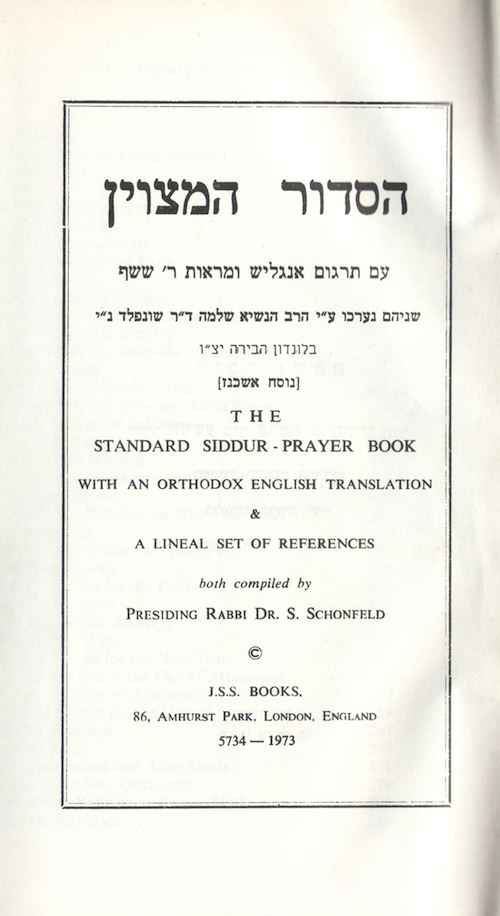 הסדור המצוין
עם תרגום אנגליש ומראות ר׳ ששף
שניהם נערכו ע״י הרב הנשיא שלמה ד״ר שונפלד נ״י
בלונדון הבירה יצ״ו
[נוסח אשכנז]
THE
STANDARD SIDDUR - PRAYER BOOK
WITH AN ORTHODOX ENGLISH TRANSLATION
&
A LINEAL SET OF REFERENCES
both compiled by
PRESIDING RABBI DR. S. SCHONFELD
©
J.S.S. BOOKS.
86, AMHURST PARK, LONDON, ENGLAND
5734 — 1973